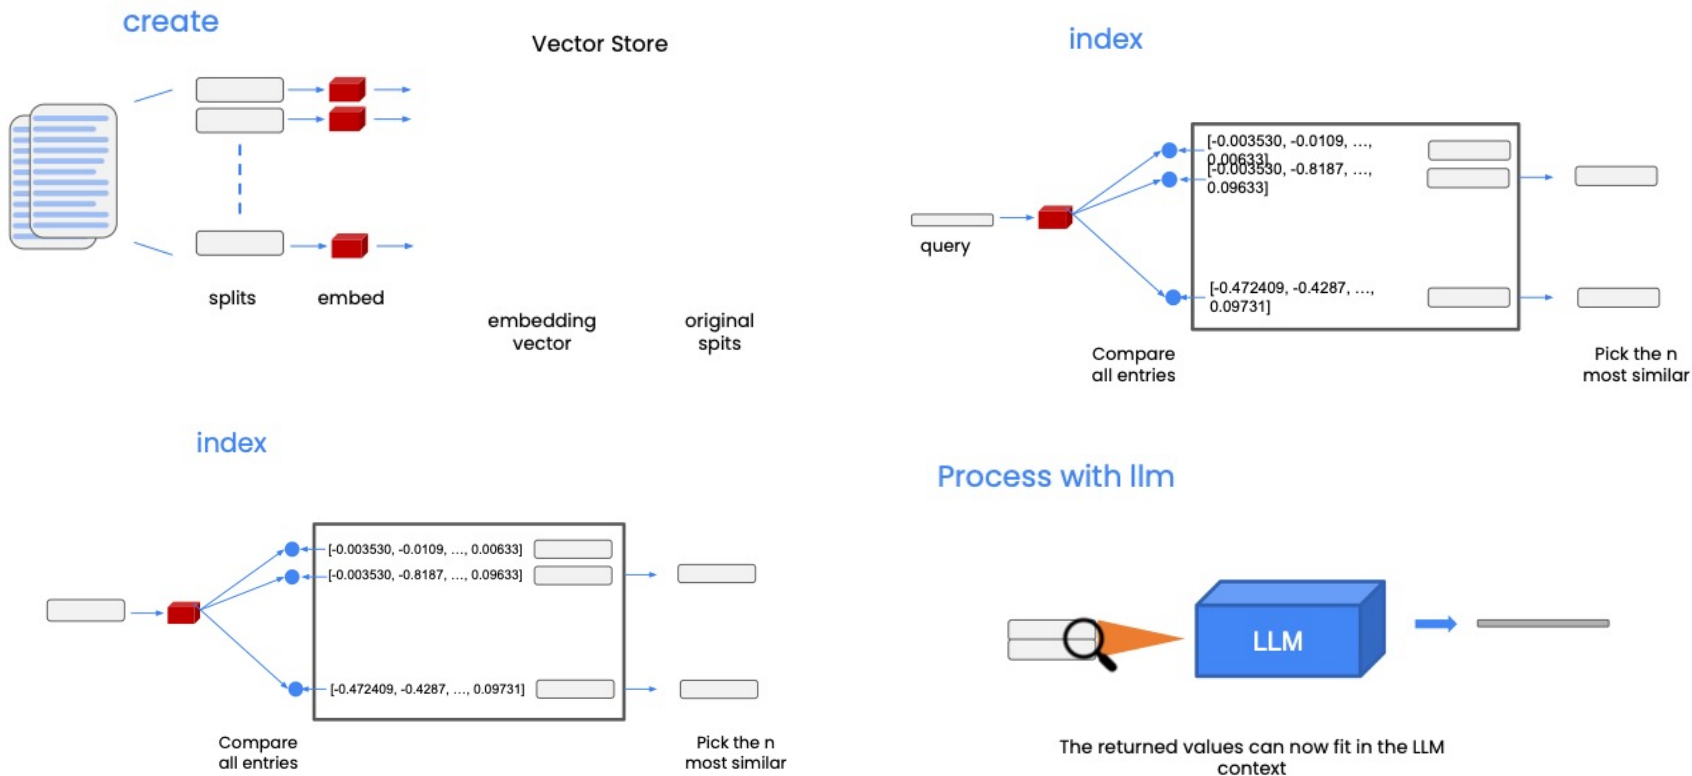 create
Vector Store
splits
embed
embedding
vector
original
spits
index
[-0.003530, -0.0109, ...,
0.00633]
[-0.003530, -0.8187, ...,
0.09633]
query
[-0.472409, -0.4287, ...,
0.09731]
Compare
all entries
Pick the n
most similar
index
[-0.003530, -0.0109, ..., 0.00633]
[-0.003530, -0.8187, ..., 0.09633]
[-0.472409, -0.4287, ..., 0.09731]
Compare
all entries
Pick the n
most similar
Process with llm
LLM
The returned values can now fit in the LLM
context